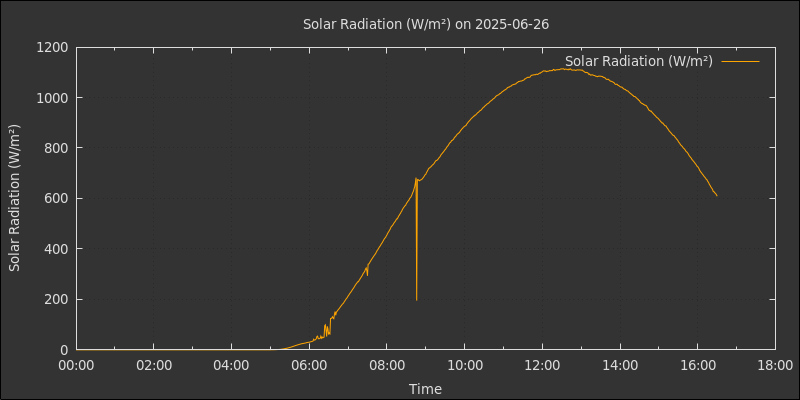 Solar Radiation (W/m²) on 2025-06-26
Solar Radiation (W/m²)
Solar Radiation (W/m²)
1200
1000
800
600
400
200
0
00:00 02:00 04:00 06:00 08:00 10:00 12:00 14:00 16:00 18:00
Time